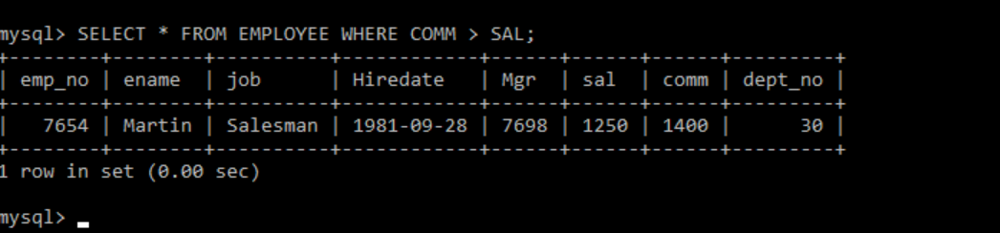 mysql> SELECT * FROM EMPLOYEE WHERE COMM > SAL;
+--------+--------+----------+------------+------+------+------+---------+
| emp_no | ename  | job      | Hiredate   | Mgr  | sal  | comm | dept_no |
+--------+--------+----------+------------+------+------+------+---------+
|   7654 | Martin | Salesman | 1981-09-28 | 7698 | 1250 | 1400 |      30 |
+--------+--------+----------+------------+------+------+------+---------+
1 row in set (0.00 sec)
mysql>